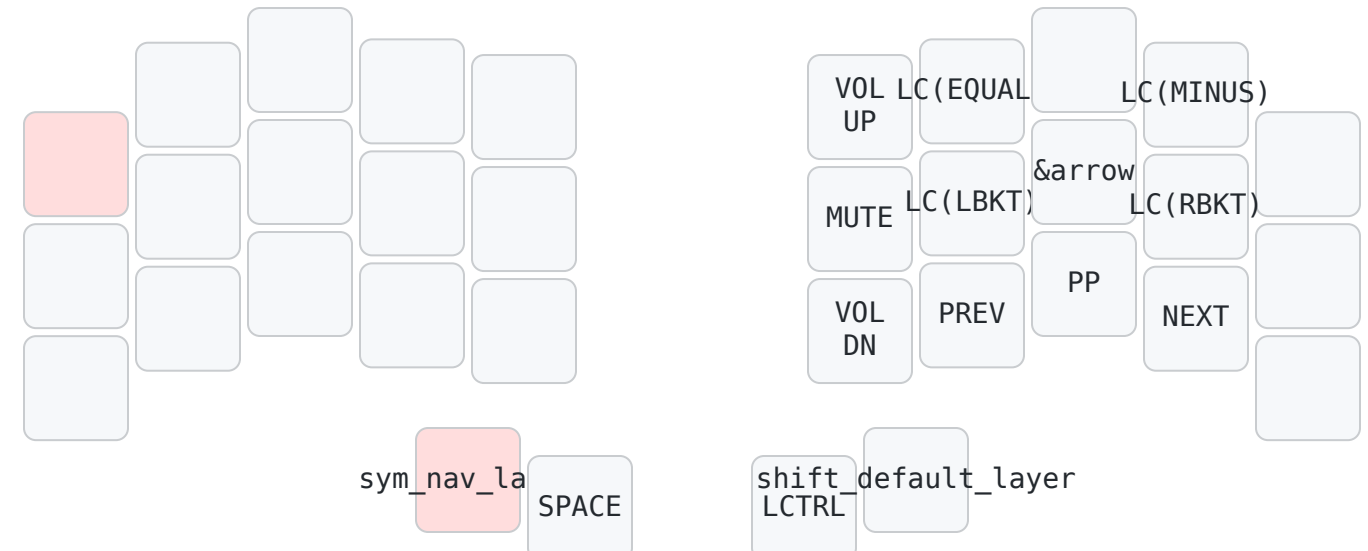 VOL
UP
LC(EQUAL
LC(MINUS)
MUTE
LC(LBKT)
&arrow
LC(RBKT)
VOL
DN
PREV
PP
NEXT
sym_nav_la
SPACE
shift_default_layer
LCTRL